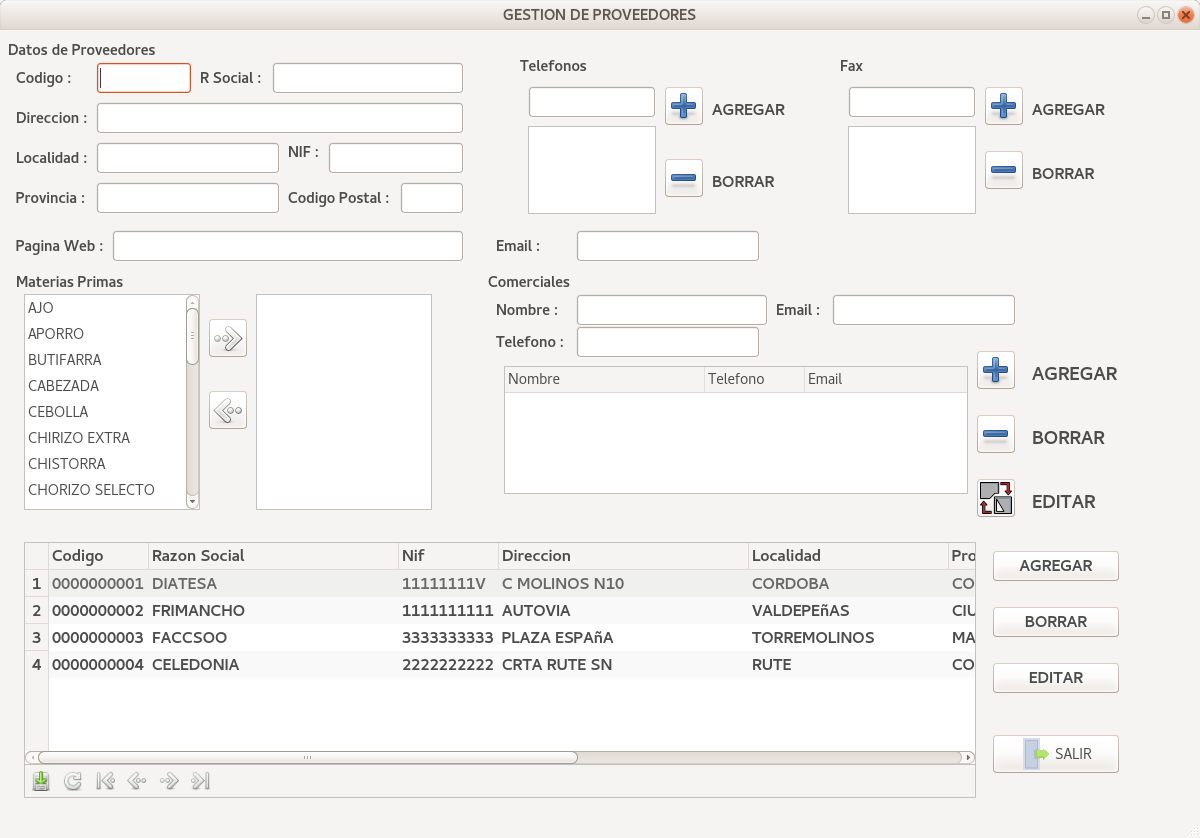 GESTION DE PROVEEDORES
Datos de Proveedores
Codigo :
R Social :
Direccion :
Localidad :
NIF :
Provincia :
Codigo Postal :
Pagina Web :
Telefonos
AGREGAR
BORRAR
Fax
AGREGAR
BORRAR
Email :
Materias Primas
AJO
APORRO
BUTIFARRA
CABEZADA
CEBOLLA
CHIRIZO EXTRA
CHISTORRA
CHORIZO SELECTO
Comerciales
Nombre :
Email :
Telefono :
Nombre Telefono Email
AGREGAR
BORRAR
EDITAR
Codigo Razon Social Nif Direccion Localidad Pro
1 0000000001 DIATESA 11111111V C MOLINOS N10 CORDOBA CO
2 0000000002 FRIMANCHO 1111111111 AUTOVIA VALDEPEñAS CIU
3 0000000003 FACCSOO 3333333333 PLAZA ESPAñA TORREMOLINOS MA
4 0000000004 CELEDONIA 2222222222 CRTA RUTE SN RUTE CO
AGREGAR
BORRAR
EDITAR
SALIR